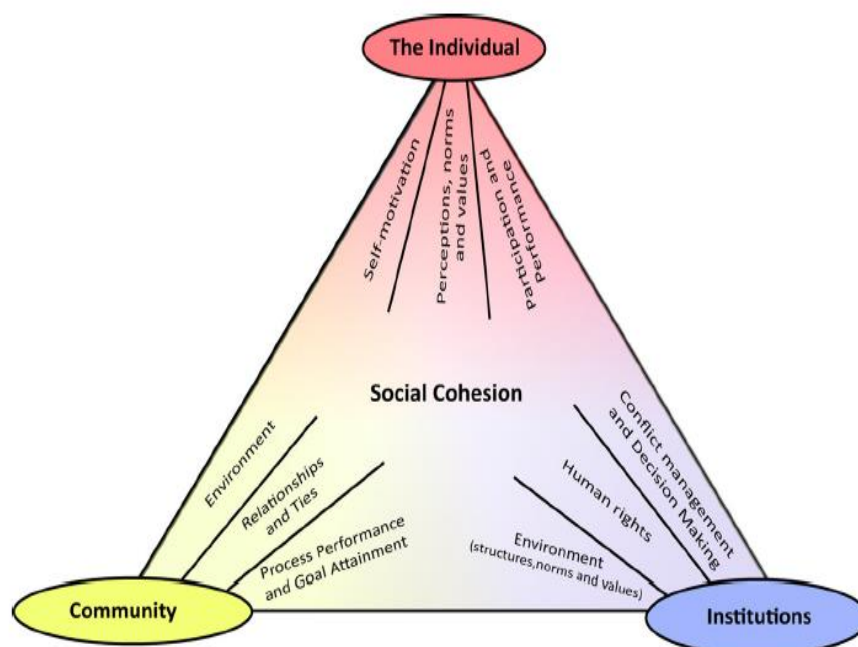 The Individual
Self-motivation
Perceptions, norms
and values
Participation and
Performance
Social Cohesion
Environment
Relationships
and Ties
Process Performance
and Goal Attainment
Conflict management
and Decision Making
Human rights
Environment
(structures,norms and values)
Community
Institutions